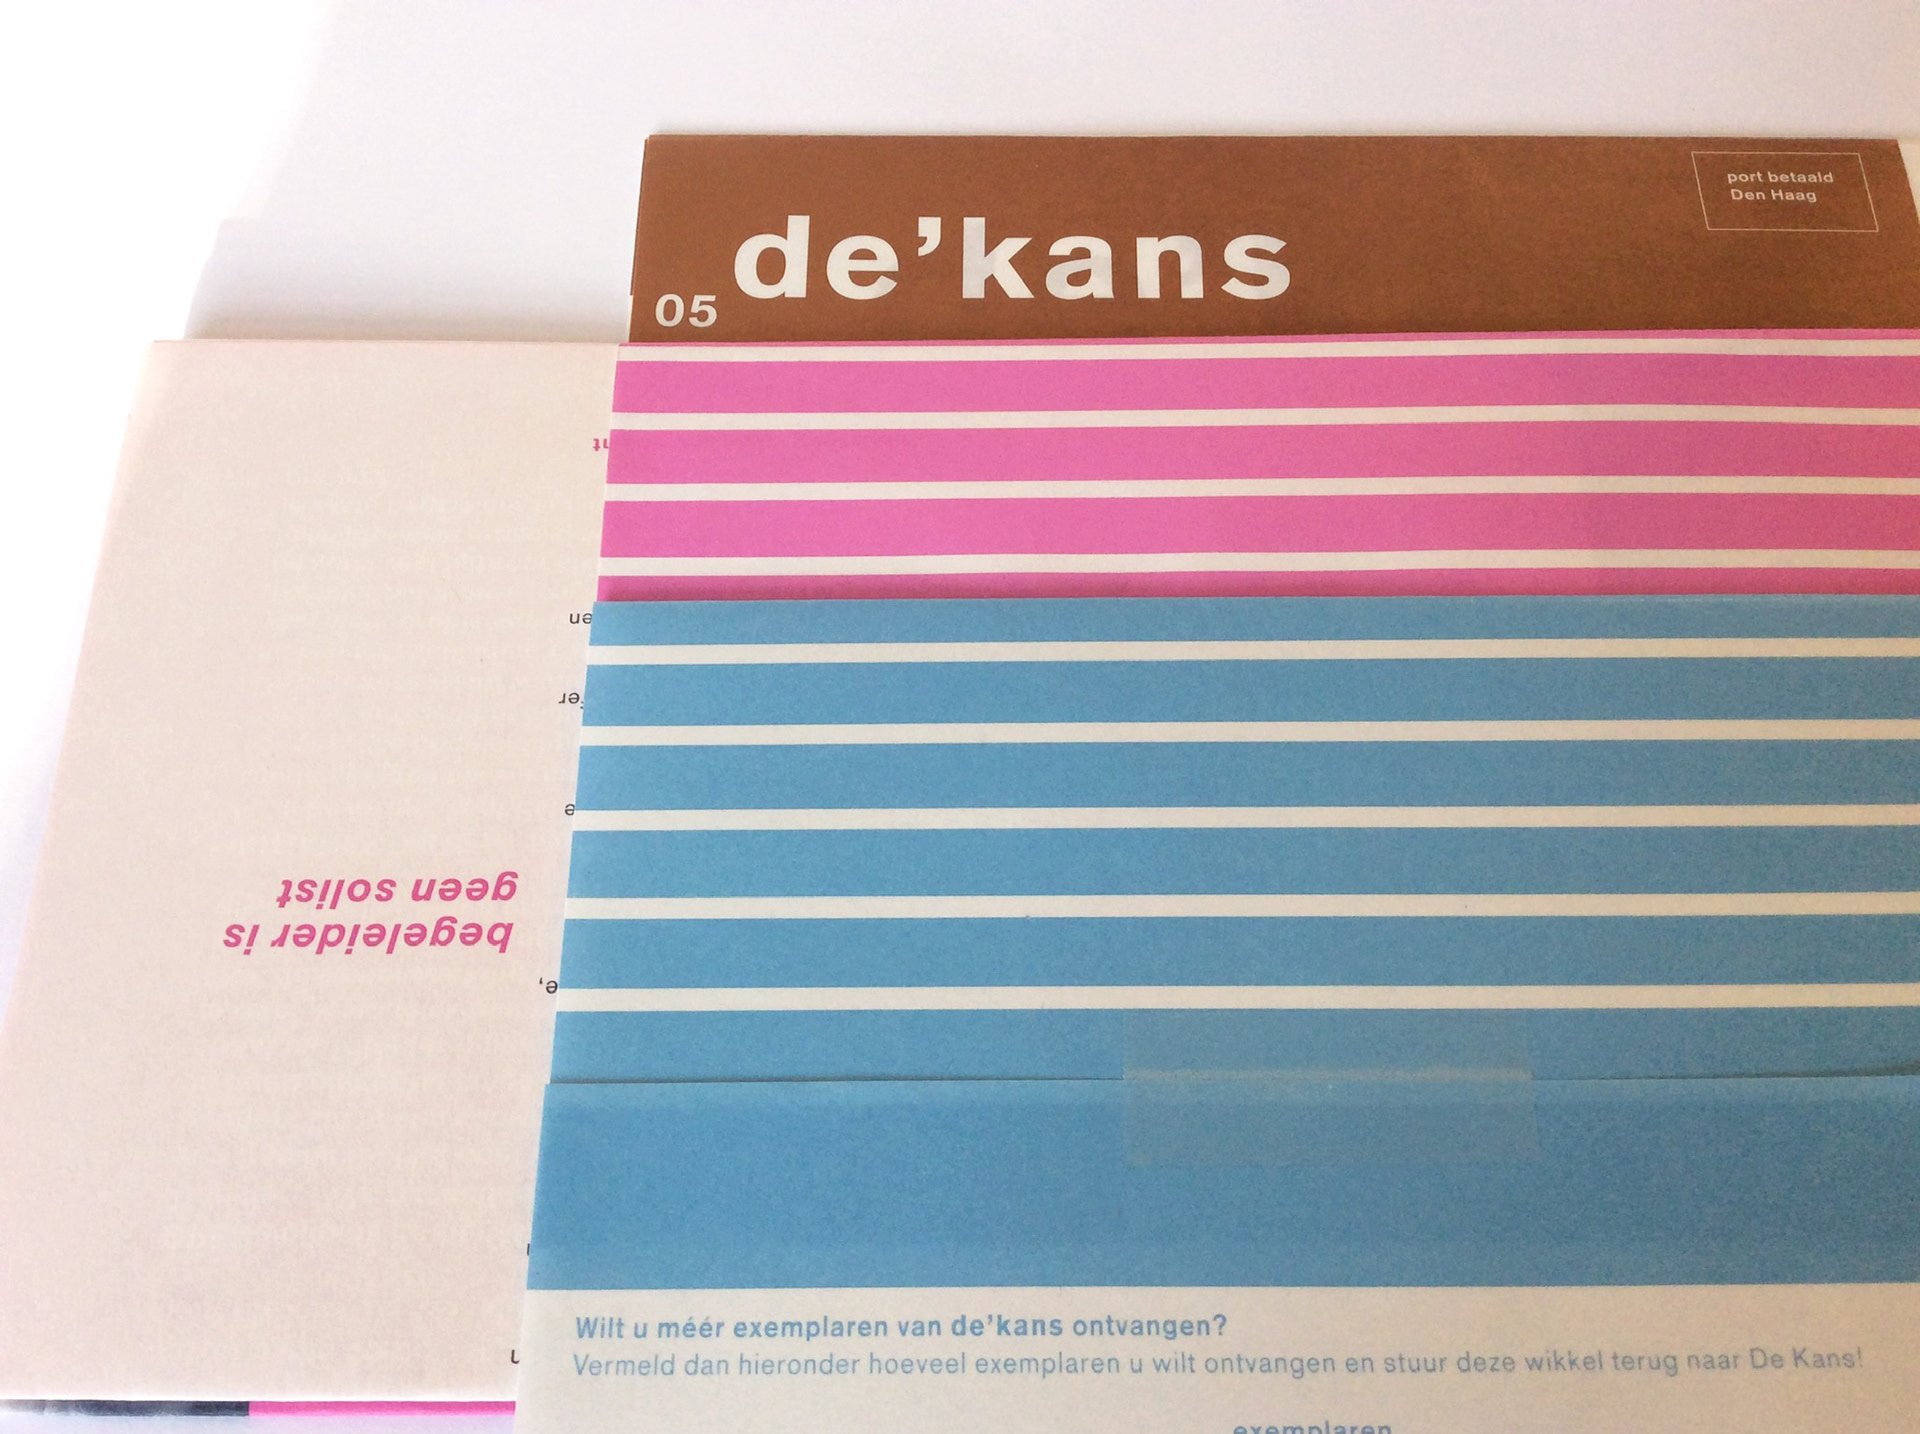 port betaald
Den Haag
de’kans
05
begeleider is
geen solist
Wilt u méér exemplaren van de’kans ontvangen?
Vermeld dan hieronder hoeveel exemplaren u wilt ontvangen en stuur deze wikkel terug naar De Kans!
exemplaren